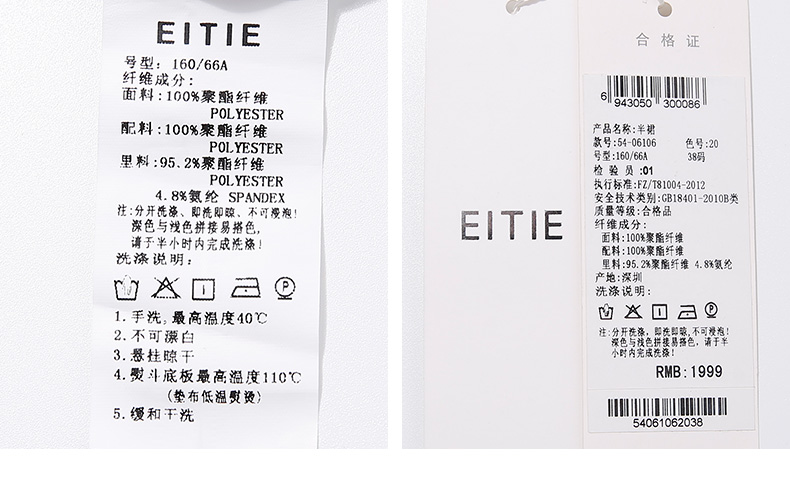 EITIE
号型：160/66A
纤维成分：
面料：100%聚酯纤维
POLYESTER
配料：100%聚酯纤维
POLYESTER
里料：95.2%聚酯纤维
POLYESTER
4.8%氨纶 SPANDEX
注：分开洗涤、即洗即晾、不可浸泡！
深色与浅色拼接易搭色，
请于半小时内完成洗涤！
洗涤说明：
1.手洗，最高温度40℃
2.不可漂白
3.悬挂晾干
4.熨斗底板最高温度110℃
（垫布低温熨烫）
5.缓和干洗
EITIE
合格证
6 943050 300086
产品名称：半裙
款号：54-06106 色号：20
号型：160/66A 38码
检验员：01
执行标准：FZ/T81004-2012
安全技术类别：GB18401-2010B类
质量等级：合格品
纤维成分：
面料：100%聚酯纤维
配料：100%聚酯纤维
里料：95.2%聚酯纤维 4.8%氨纶
产地：深圳
洗涤说明：
注：分开洗涤，即洗即晾，不可浸泡！
深色与浅色拼接易搭色，请于半
小时内完成洗涤！
RMB：1999
54061062038